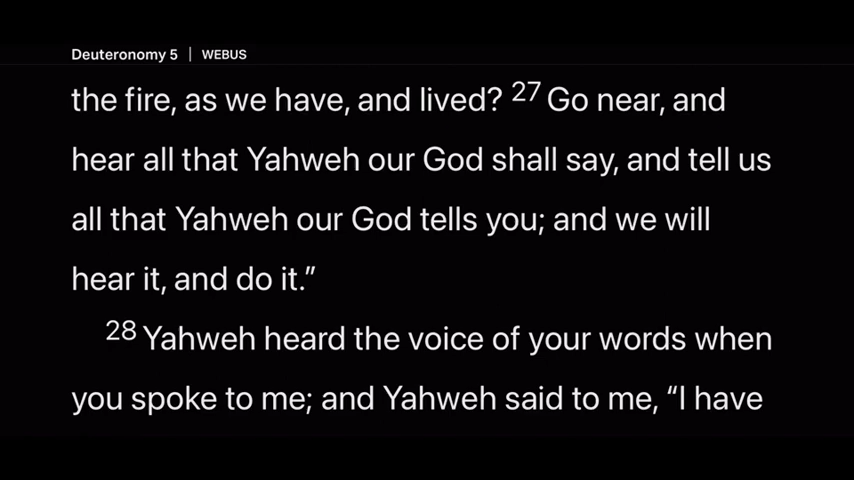 Deuteronomy 5 | WEBUS
the fire, as we have, and lived? 27 Go near, and
hear all that Yahweh our God shall say, and tell us
all that Yahweh our God tells you; and we will
hear it, and do it.”
28 Yahweh heard the voice of your words when
you spoke to me; and Yahweh said to me, “I have